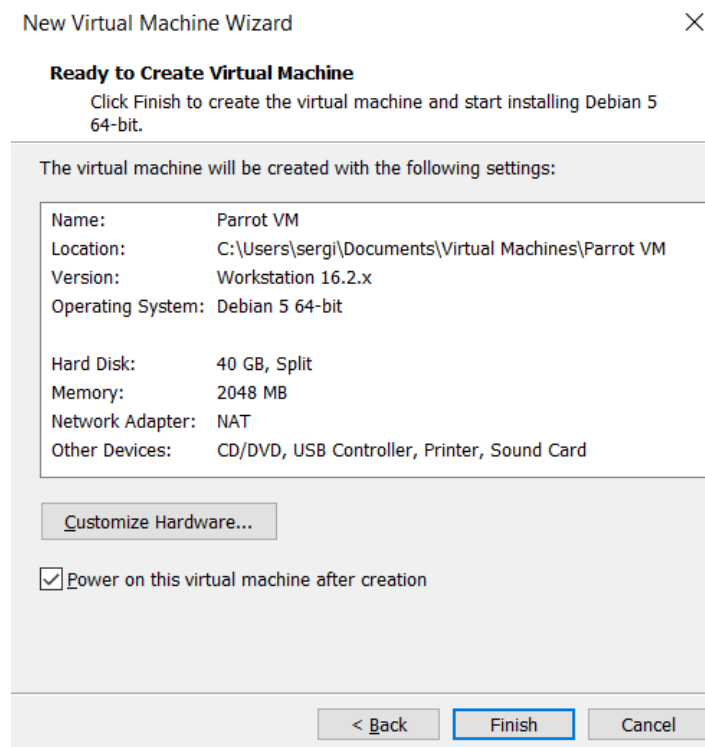 New Virtual Machine Wizard
Ready to Create Virtual Machine
Click Finish to create the virtual machine and start installing Debian 5
64-bit.
The virtual machine will be created with the following settings:
Name: Parrot VM
Location: C:\Users\sergi\Documents\Virtual Machines\Parrot VM
Version: Workstation 16.2.x
Operating System: Debian 5 64-bit
Hard Disk: 40 GB, Split
Memory: 2048 MB
Network Adapter: NAT
Other Devices: CD/DVD, USB Controller, Printer, Sound Card
Customize Hardware...
Power on this virtual machine after creation
< Back Finish Cancel